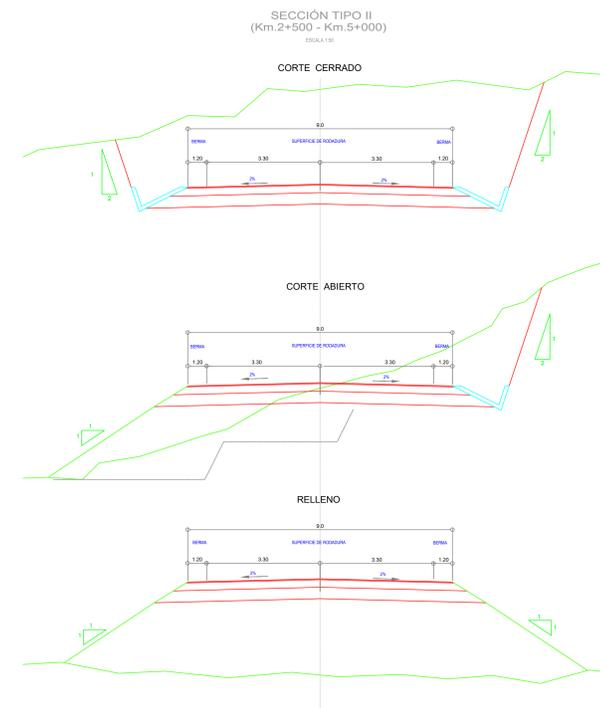 SECCIÓN TIPO II
(Km.2+500 - Km.5+000)
ESCALA 1:50
CORTE CERRADO
9.0
BERMA SUPERFICIE DE RODADURA BERMA
1.20 3.30 3.30 1.20
2% 2%
1
2
1
2
CORTE ABIERTO
9.0
BERMA SUPERFICIE DE RODADURA BERMA
1.20 3.30 3.30 1.20
2% 2%
1
2
1
1
RELLENO
9.0
BERMA SUPERFICIE DE RODADURA BERMA
1.20 3.30 3.30 1.20
2% 2%
1
1
1
1